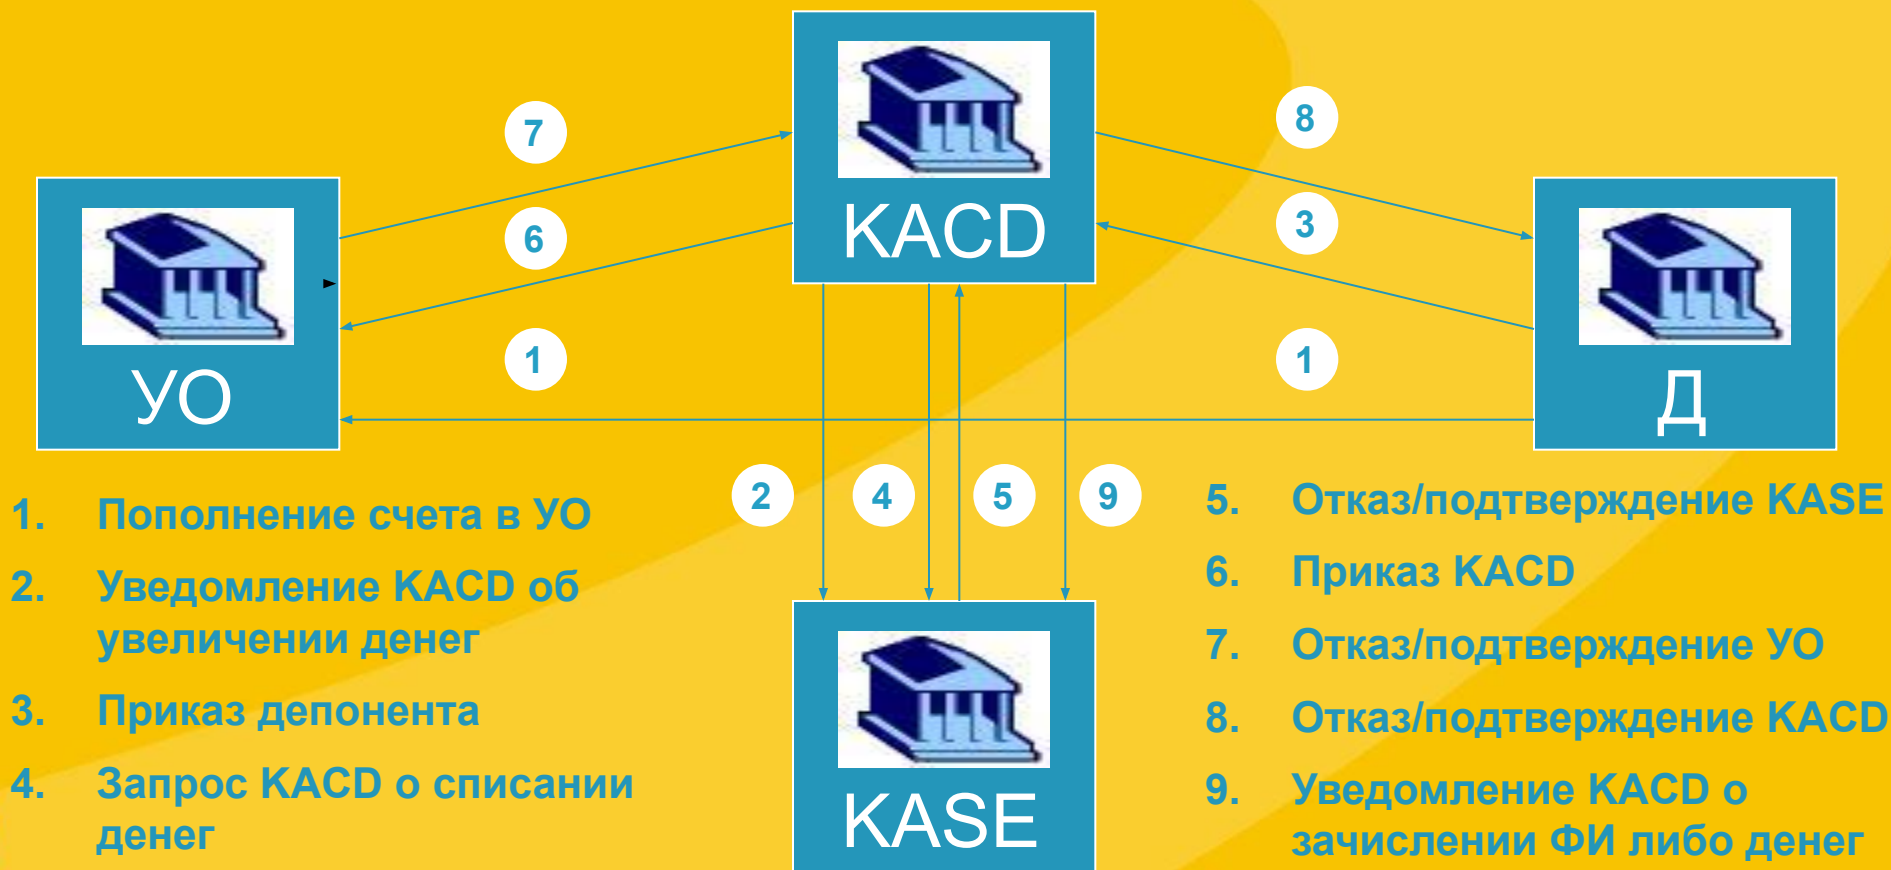 KACD
7
8
6
3
УО
Д
1
1
2
4
5
9
KASE
1. Пополнение счета в УО
2. Уведомление KACD об
увеличении денег
3. Приказ депонента
4. Запрос KACD о списании
денег
5. Отказ/подтверждение KASE
6. Приказ KACD
7. Отказ/подтверждение УО
8. Отказ/подтверждение KACD
9. Уведомление KACD о
зачислении ФИ либо денег